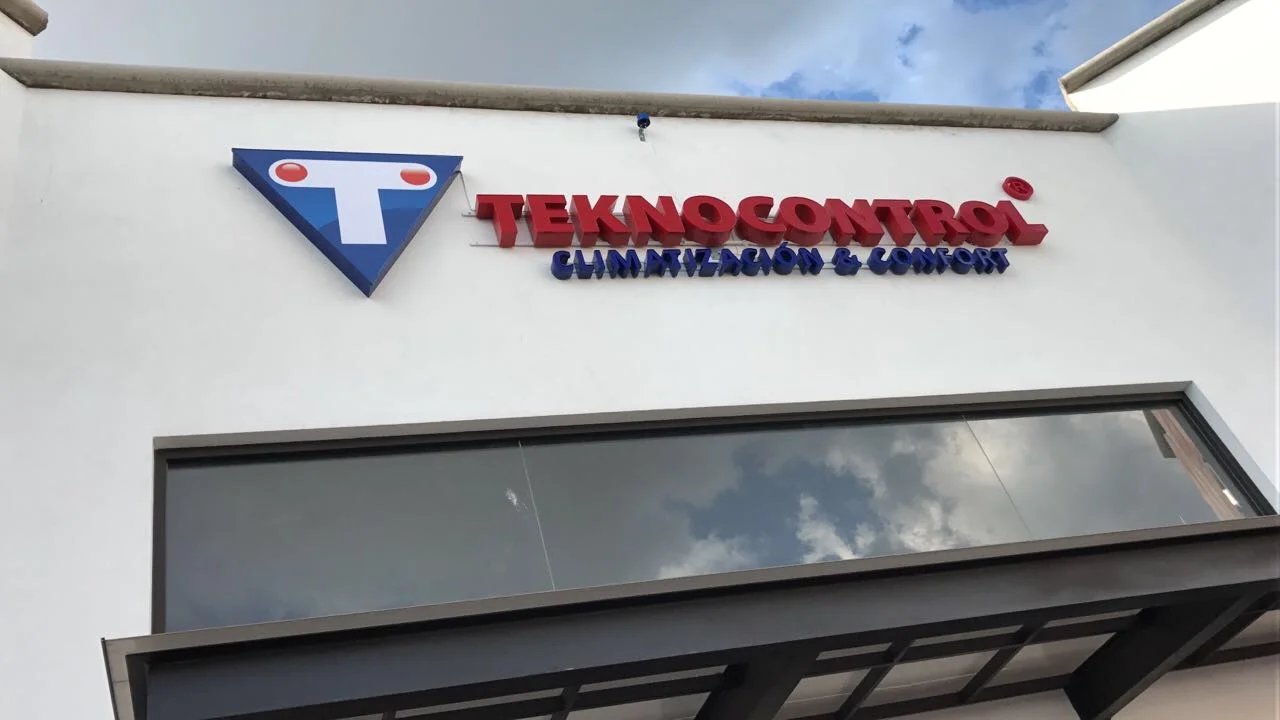 T
TEKNOCONTROL®
CLIMATIZACIÓN & CONFORT